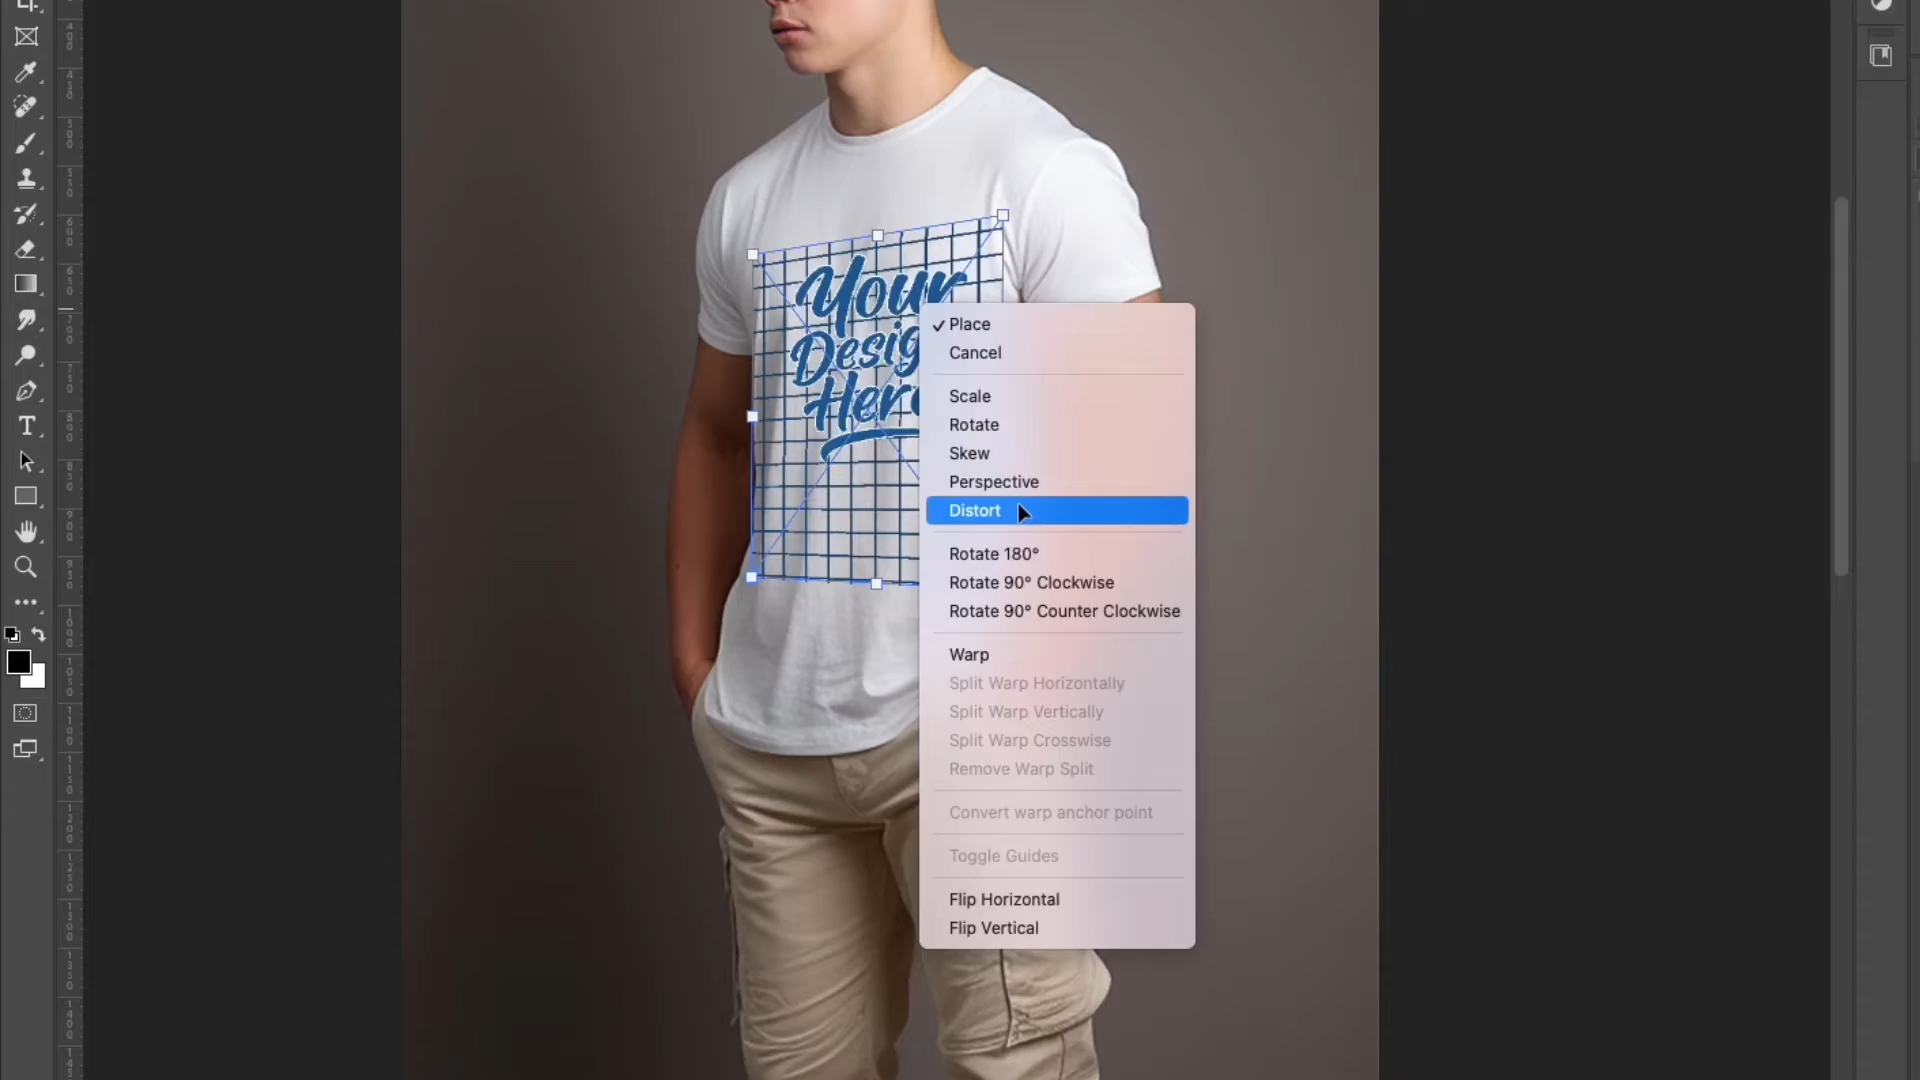 Your
Desig
Here
Place
Cancel
Scale
Rotate
Skew
Perspective
Distort
Rotate 180°
Rotate 90° Clockwise
Rotate 90° Counter Clockwise
Warp
Split Warp Horizontally
Split Warp Vertically
Split Warp Crosswise
Remove Warp Split
Convert warp anchor point
Toggle Guides
Flip Horizontal
Flip Vertical